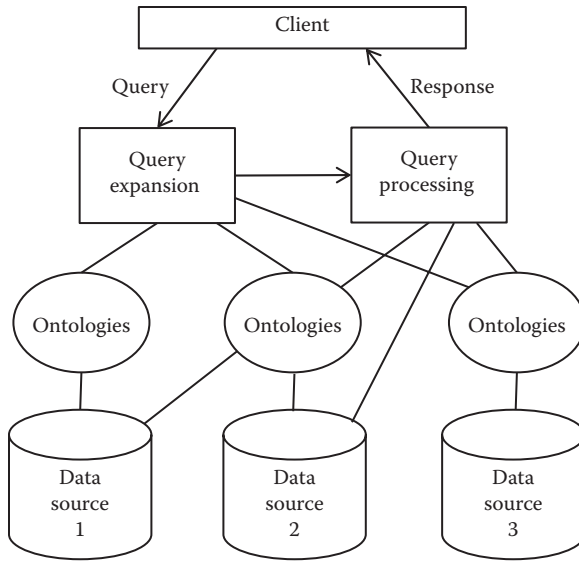 Client
Query
Response
Query
expansion
Query
processing
Ontologies
Ontologies
Ontologies
Data
source
1
Data
source
2
Data
source
3